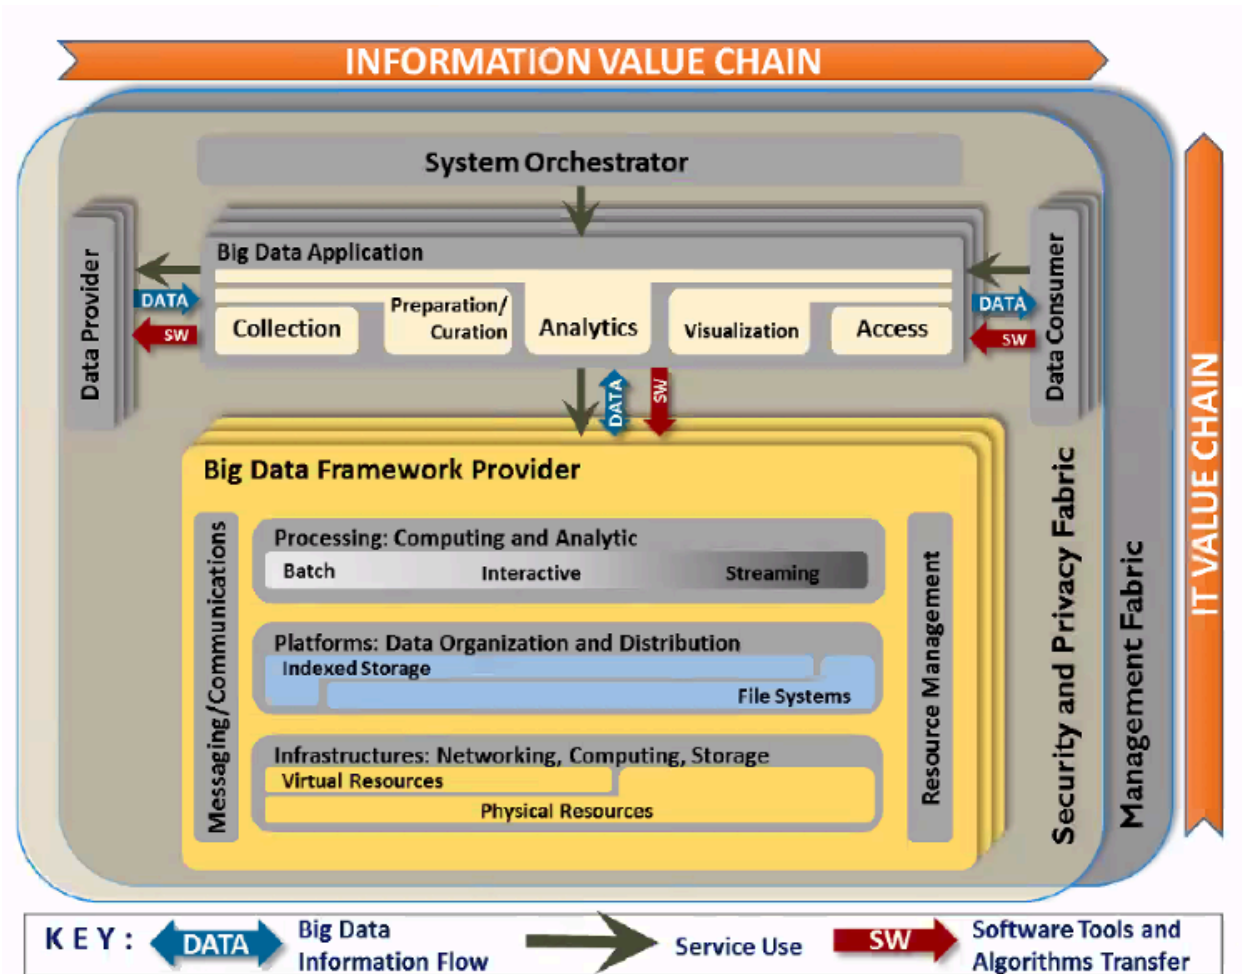 INFORMATION VALUE CHAIN
System Orchestrator
Big Data Application
Collection
Preparation/
Curation
Analytics
Visualization
Access
Data Provider
DATA
SW
DATA
SW
Data Consumer
DATA
SW
Big Data Framework Provider
Messaging/Communications
Processing: Computing and Analytic
Batch
Interactive
Streaming
Platforms: Data Organization and Distribution
Indexed Storage
File Systems
Infrastructures: Networking, Computing, Storage
Virtual Resources
Physical Resources
Resource Management
Security and Privacy Fabric
Management Fabric
IT VALUE CHAIN
KEY:
DATA
Big Data
Information Flow
Service Use
SW
Software Tools and
Algorithms Transfer